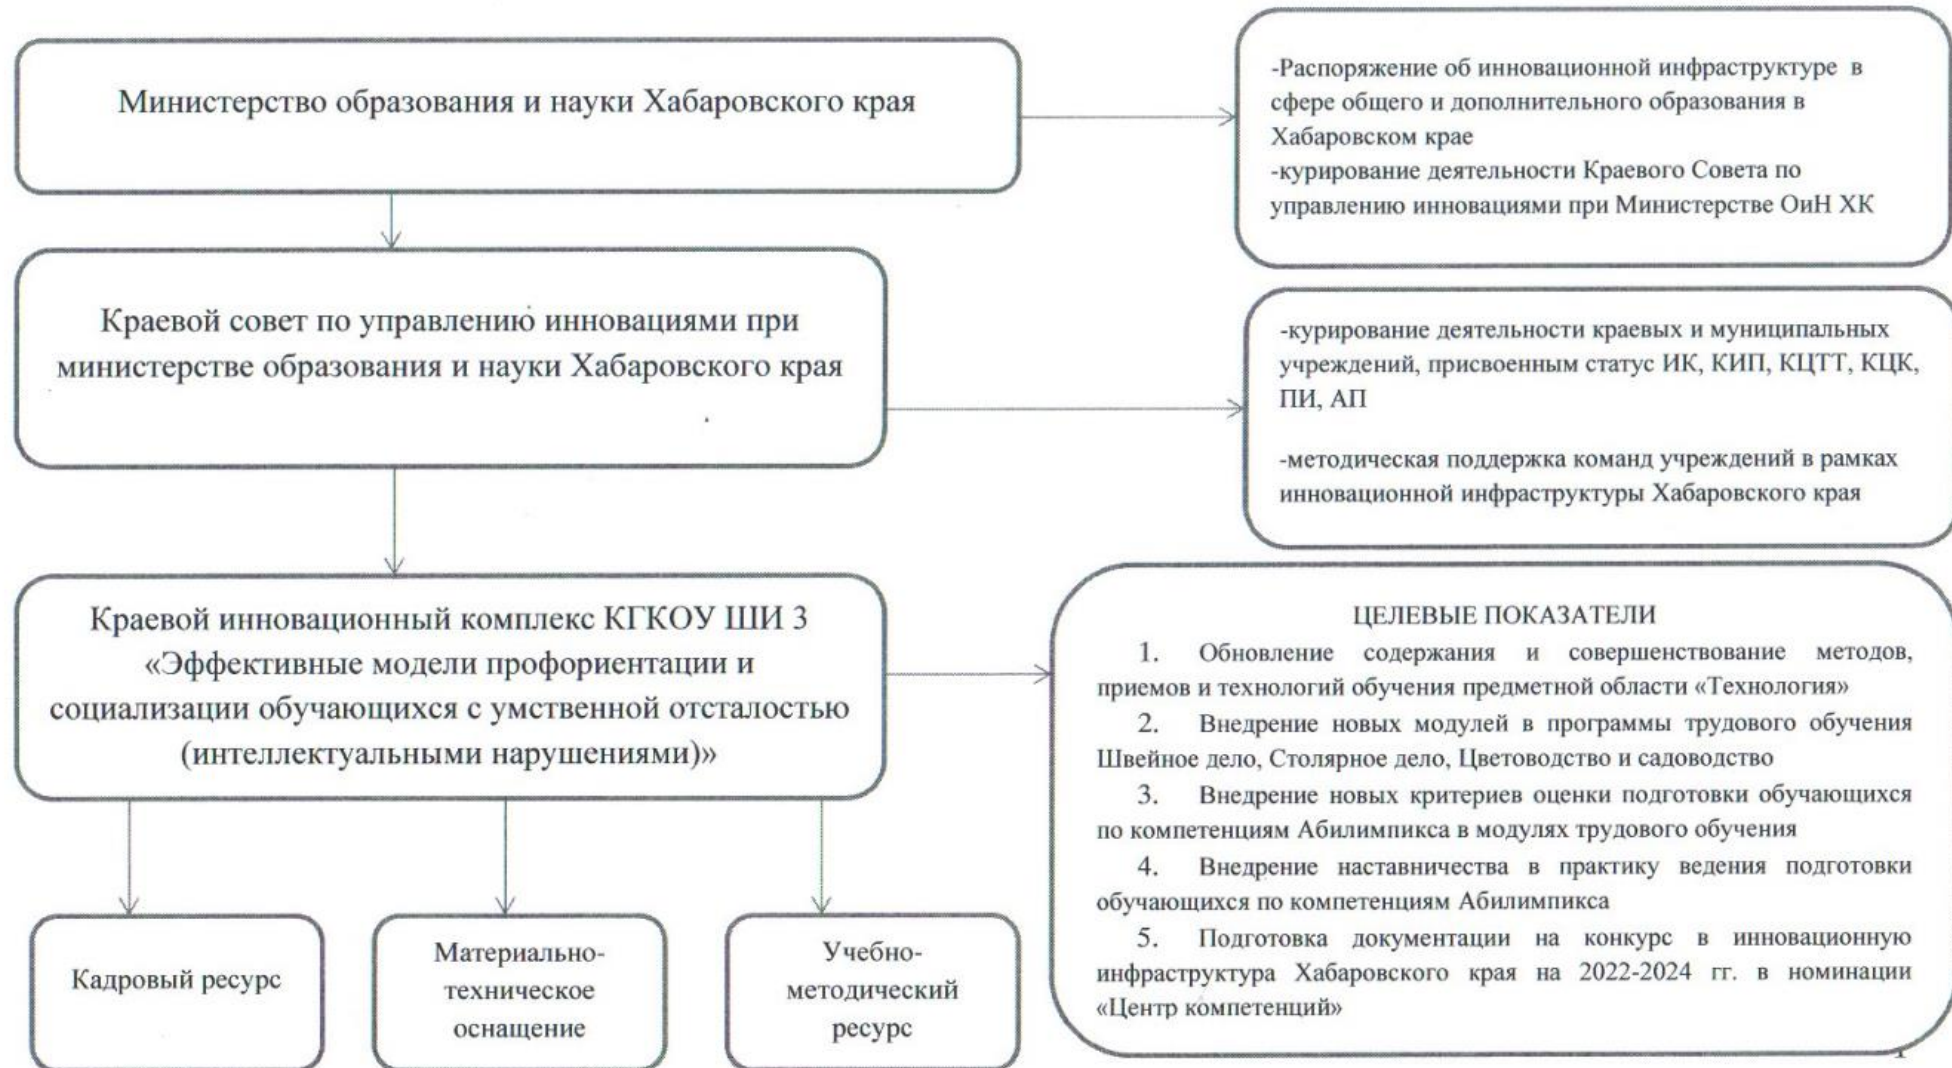 Министерство образования и науки Хабаровского края
-Распоряжение об инновационной инфраструктуре в
сфере общего и дополнительного образования в
Хабаровском крае
-курирование деятельности Краевого Совета по
управлению инновациями при Министерстве ОиН ХК
Краевой совет по управлению инновациями при
министерстве образования и науки Хабаровского края
-курирование деятельности краевых и муниципальных
учреждений, присвоенным статус ИК, КИП, КЦТТ, КЦК,
ПИ, АП
-методическая поддержка команд учреждений в рамках
инновационной инфраструктуры Хабаровского края
Краевой инновационный комплекс КГКОУ ШИ 3
«Эффективные модели профориентации и
социализации обучающихся с умственной отсталостью
(интеллектуальными нарушениями)»
ЦЕЛЕВЫЕ ПОКАЗАТЕЛИ
1. Обновление содержания и совершенствование методов,
приемов и технологий обучения предметной области «Технология»
2. Внедрение новых модулей в программы трудового обучения
Швейное дело, Столярное дело, Цветоводство и садоводство
3. Внедрение новых критериев оценки подготовки обучающихся
по компетенциям Абилимпикса в модулях трудового обучения
4. Внедрение наставничества в практику ведения подготовки
обучающихся по компетенциям Абилимпикса
5. Подготовка документации на конкурс в инновационную
инфраструктура Хабаровского края на 2022-2024 гг. в номинации
«Центр компетенций»
Кадровый ресурс
Материально-
техническое
оснащение
Учебно-
методический
ресурс